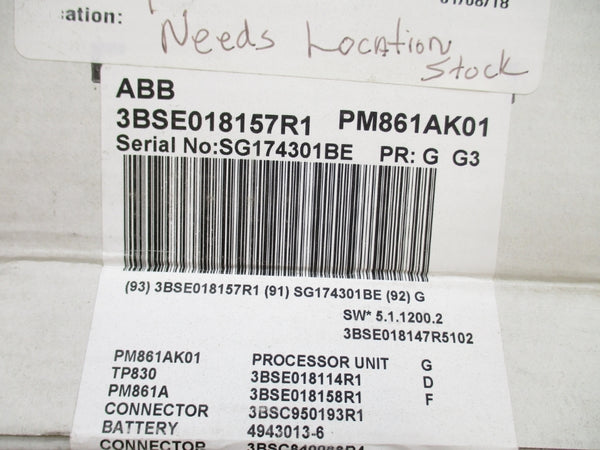 ation:
Needs Location
Stock
ABB
3BSE018157R1 PM861AK01
Serial No:SG174301BE PR: G G3
(93) 3BSE018157R1 (91) SG174301BE (92) G
SW* 5.1.1200.2
3BSE018147R5102
PM861AK01 PROCESSOR UNIT G
TP830 3BSE018114R1 D
PM861A 3BSE018158R1 F
CONNECTOR 3BSC950193R1
BATTERY 4943013-6
CONNECTOR